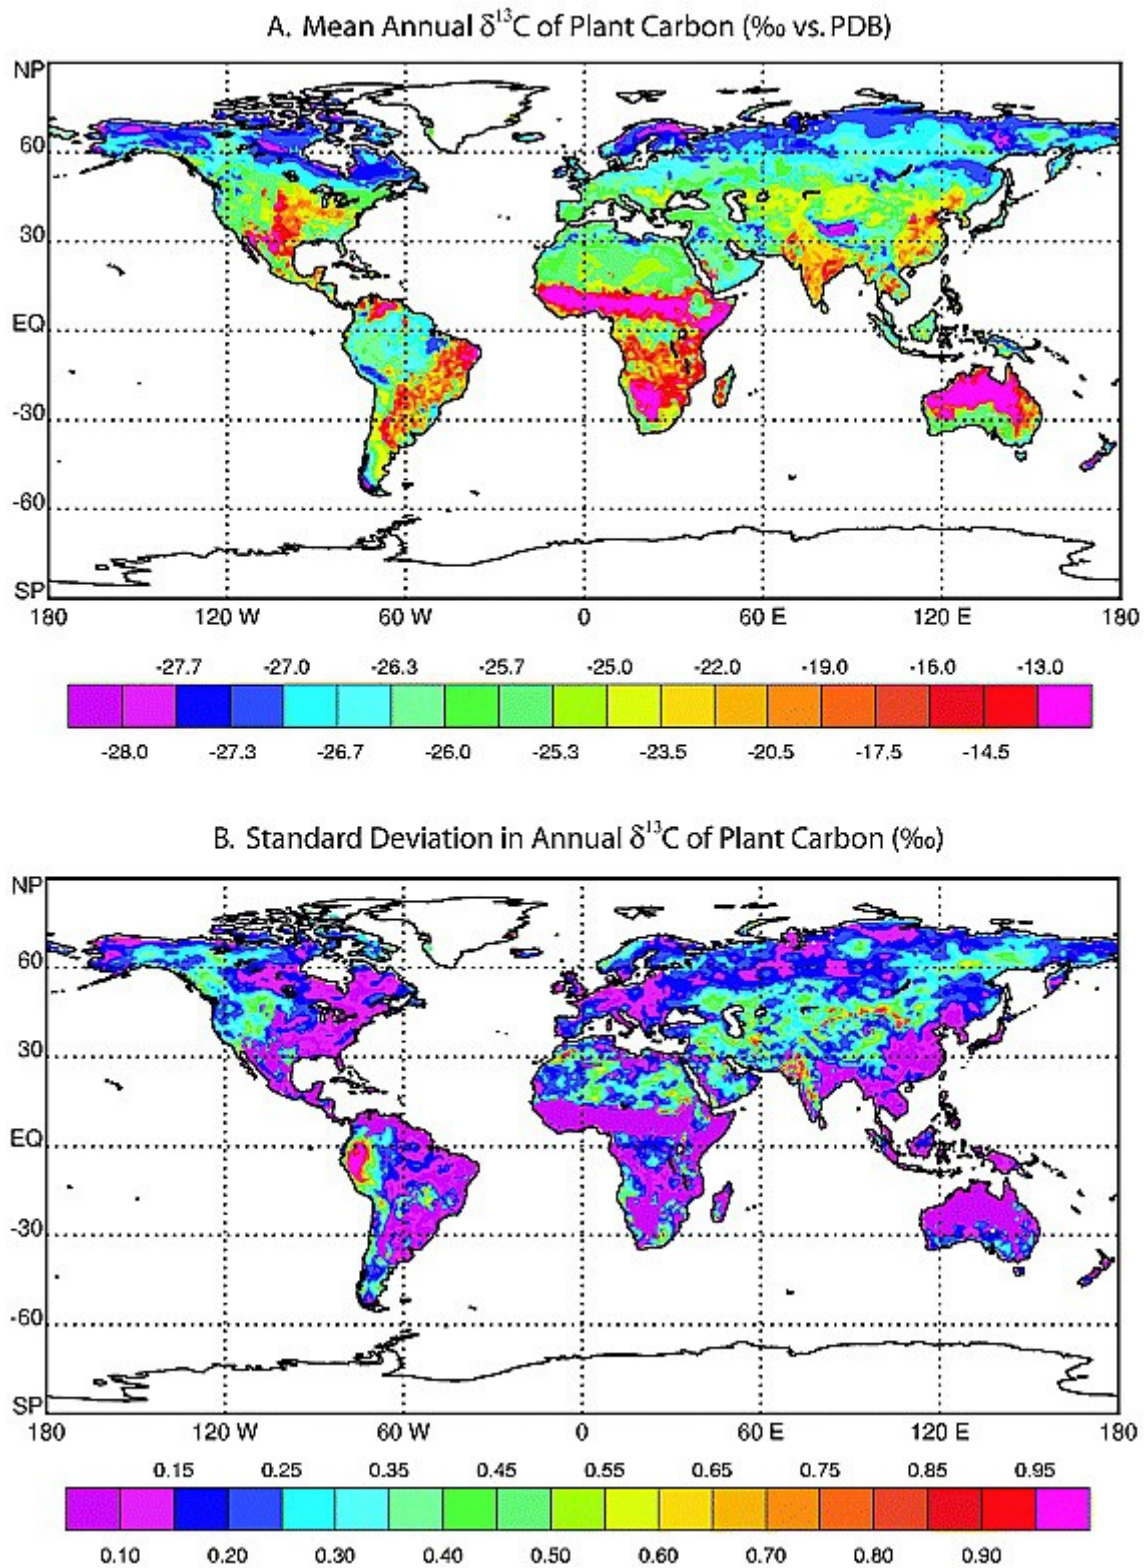 A. Mean Annual δ¹³C of Plant Carbon (‰ vs. PDB)
NP
60
30
EQ
-30
-60
SP
180 120 W 60 W 0 60 E 120 E 180
-27.7 -27.0 -26.3 -25.7 -25.0 -22.0 -19.0 -16.0 -13.0
-28.0 -27.3 -26.7 -26.0 -25.3 -23.5 -20.5 -17.5 -14.5
B. Standard Deviation in Annual δ¹³C of Plant Carbon (‰)
NP
60
30
EQ
-30
-60
SP
180 120 W 60 W 0 60 E 120 E 180
0.15 0.25 0.35 0.45 0.55 0.65 0.75 0.85 0.95
0.10 0.20 0.30 0.40 0.50 0.60 0.70 0.80 0.90